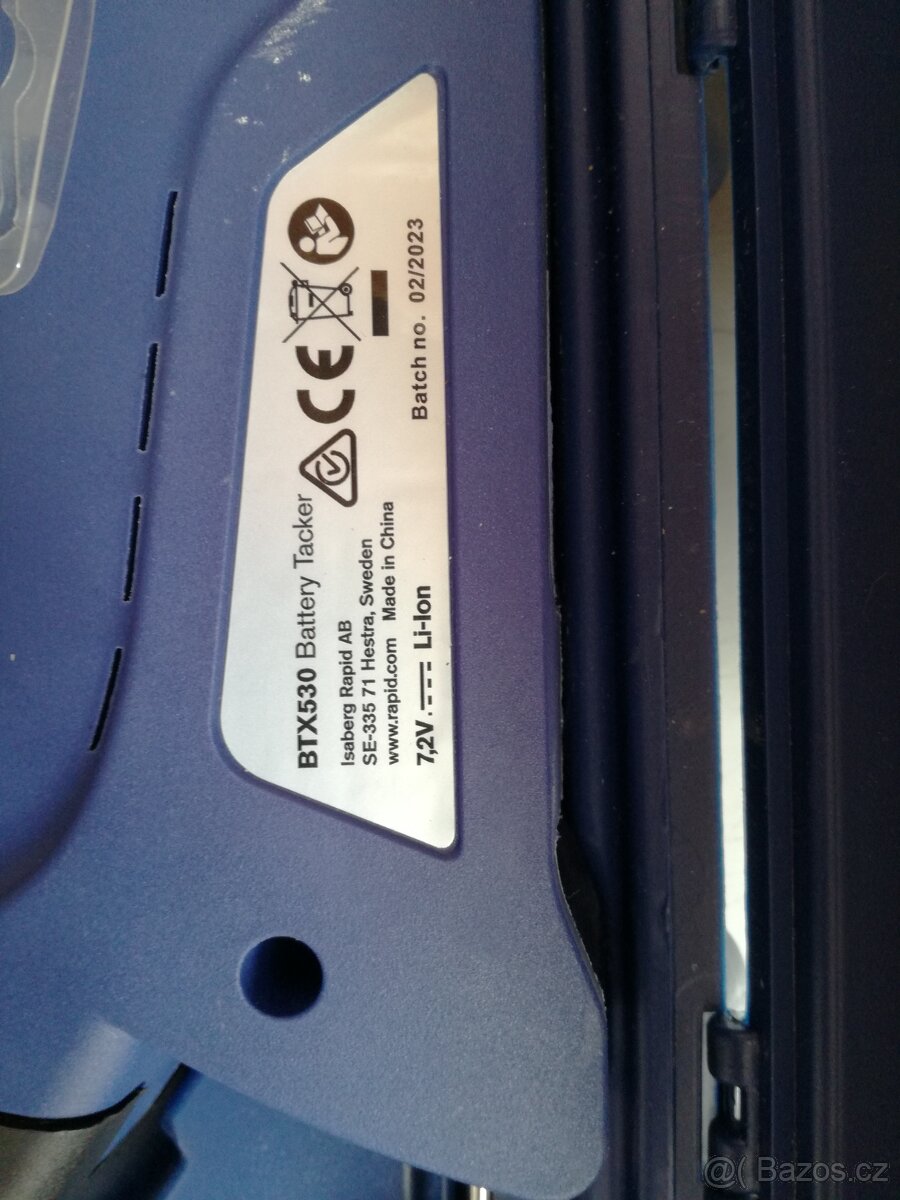 BTX530 Battery Tacker
Isaberg Rapid AB
SE-335 71 Hestra, Sweden
www.rapid.com Made in China
7,2V Li-Ion
CE
Batch no. 02/2023
@( Bazos.cz